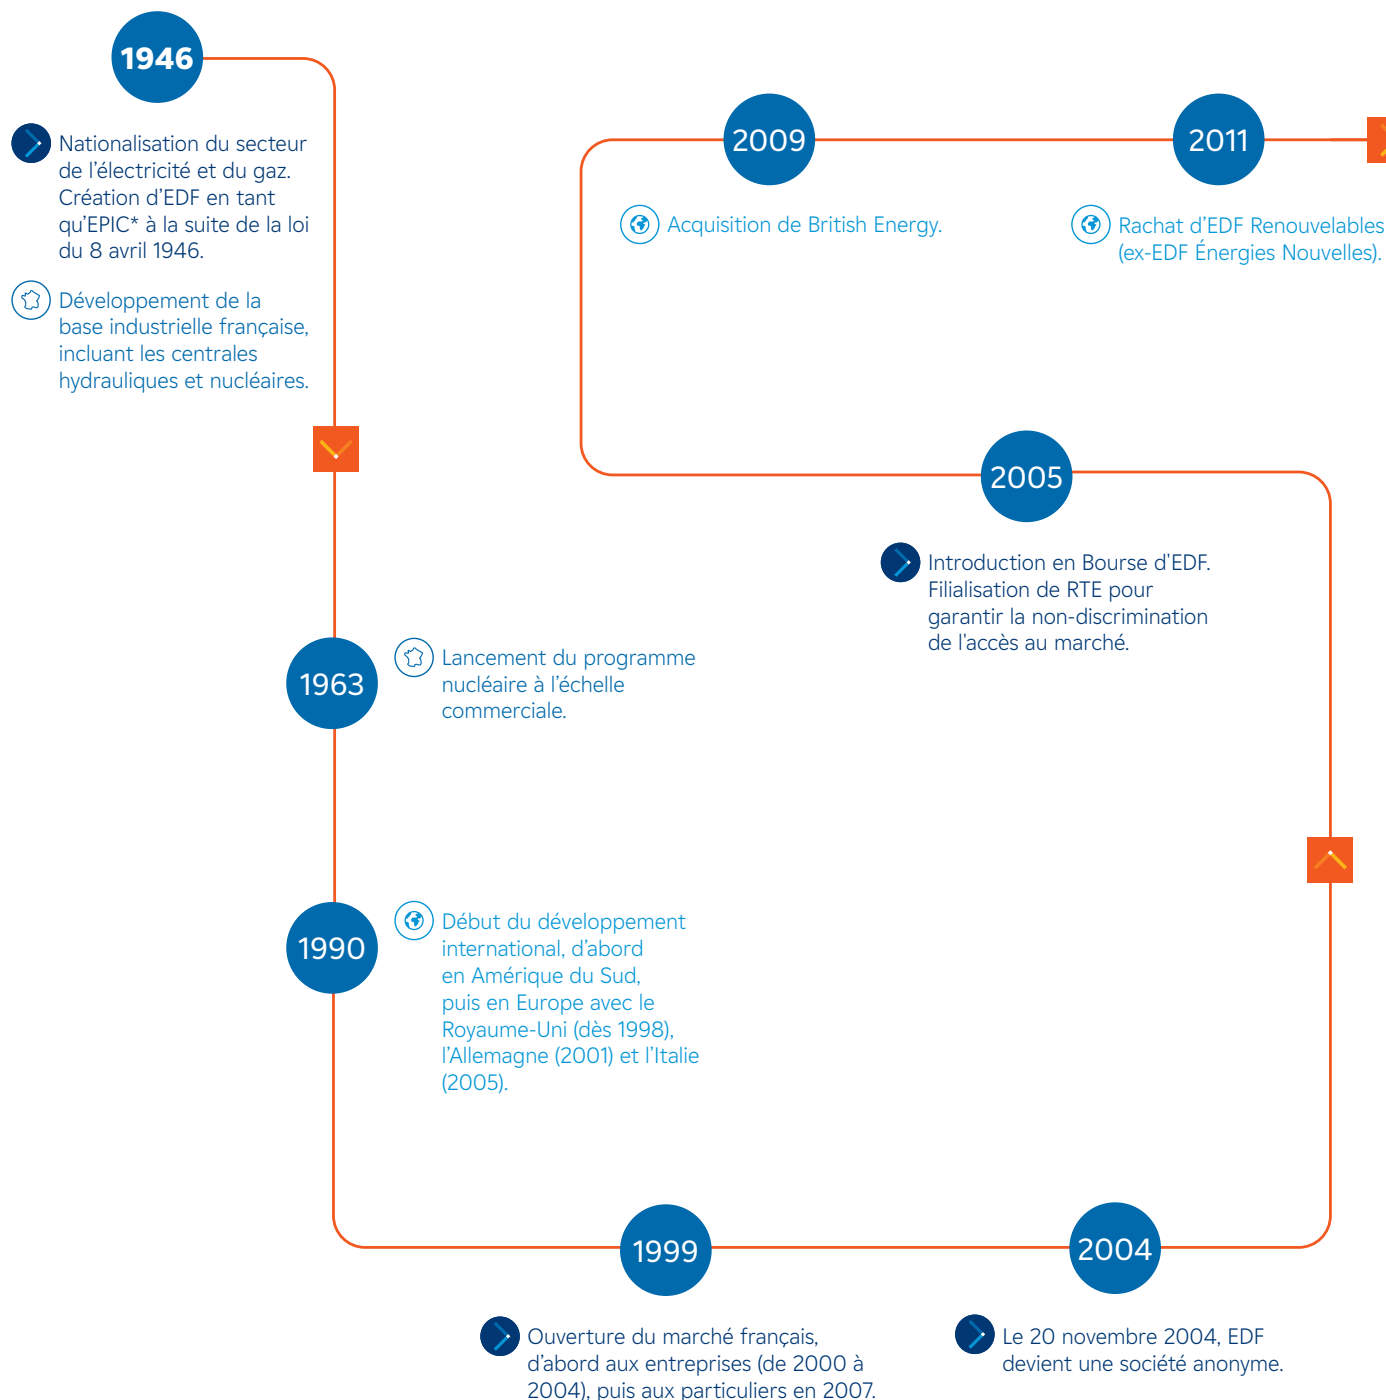 1946
Nationalisation du secteur
de l'électricité et du gaz.
Création d'EDF en tant
qu'EPIC* à la suite de la loi
du 8 avril 1946.
Développement de la
base industrielle française,
incluant les centrales
hydrauliques et nucléaires.
1963
Lancement du programme
nucléaire à l'échelle
commerciale.
1990
Début du développement
international, d'abord
en Amérique du Sud,
puis en Europe avec le
Royaume-Uni (dès 1998),
l'Allemagne (2001) et l'Italie
(2005).
1999
Ouverture du marché français,
d'abord aux entreprises (de 2000 à
2004), puis aux particuliers en 2007.
2004
Le 20 novembre 2004, EDF
devient une société anonyme.
2005
Introduction en Bourse d'EDF.
Filialisation de RTE pour
garantir la non-discrimination
de l'accès au marché.
2009
Acquisition de British Energy.
2011
Rachat d'EDF Renouvelables
(ex-EDF Énergies Nouvelles).